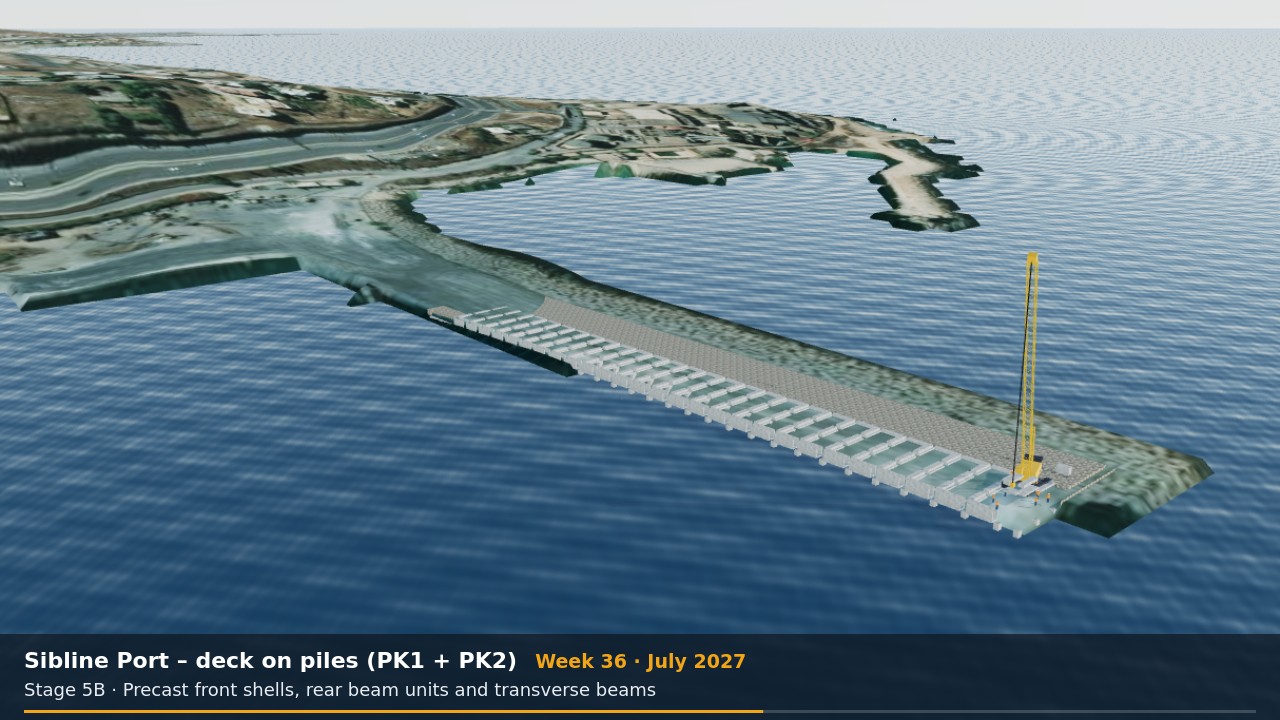 Sibline Port – deck on piles (PK1 + PK2) Week 36 · July 2027
Stage 5B · Precast front shells, rear beam units and transverse beams